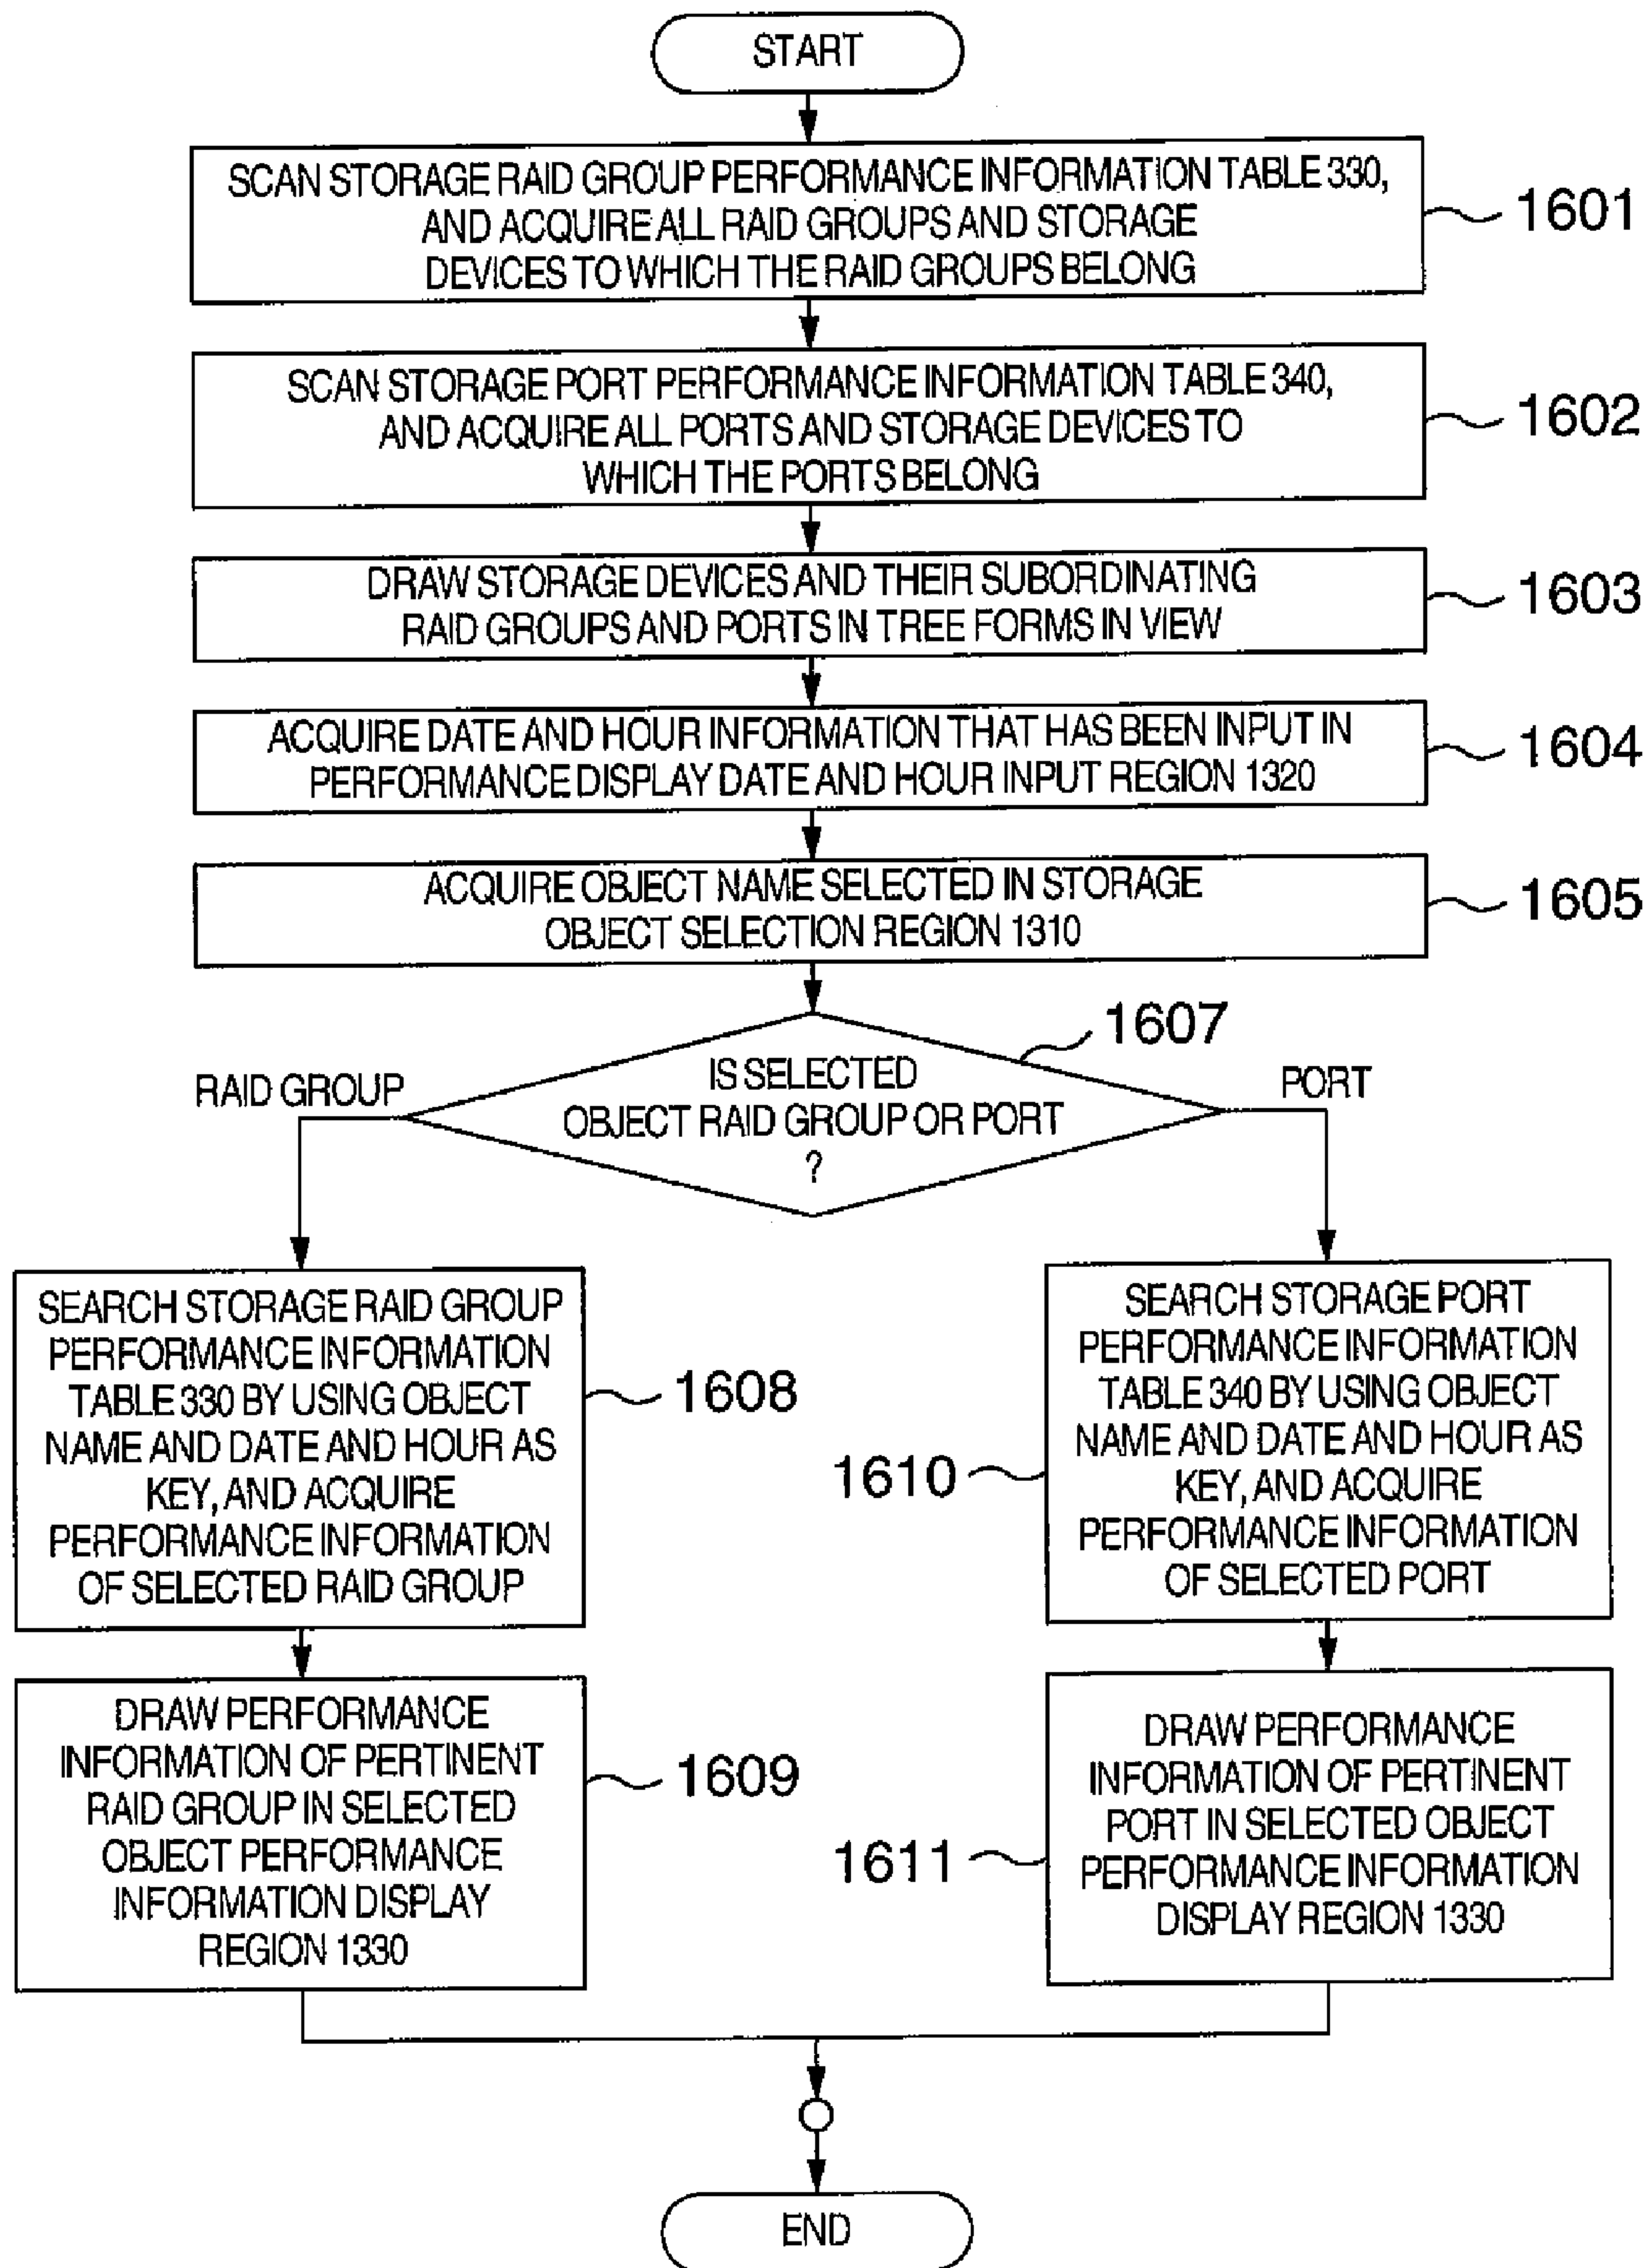 START
SCAN STORAGE RAID GROUP PERFORMANCE INFORMATION TABLE 330,
AND ACQUIRE ALL RAID GROUPS AND STORAGE
DEVICES TO WHICH THE RAID GROUPS BELONG
1601
SCAN STORAGE PORT PERFORMANCE INFORMATION TABLE 340,
AND ACQUIRE ALL PORTS AND STORAGE DEVICES TO
WHICH THE PORTS BELONG
1602
DRAW STORAGE DEVICES AND THEIR SUBORDINATING
RAID GROUPS AND PORTS IN TREE FORMS IN VIEW
1603
ACQUIRE DATE AND HOUR INFORMATION THAT HAS BEEN INPUT IN
PERFORMANCE DISPLAY DATE AND HOUR INPUT REGION 1320
1604
ACQUIRE OBJECT NAME SELECTED IN STORAGE
OBJECT SELECTION REGION 1310
1605
1607
IS SELECTED
OBJECT RAID GROUP OR PORT
?
RAID GROUP
PORT
SEARCH STORAGE RAID GROUP
PERFORMANCE INFORMATION
TABLE 330 BY USING OBJECT
NAME AND DATE AND HOUR AS
KEY, AND ACQUIRE
PERFORMANCE INFORMATION
OF SELECTED RAID GROUP
1608
SEARCH STORAGE PORT
PERFORMANCE INFORMATION
TABLE 340 BY USING OBJECT
NAME AND DATE AND HOUR AS
KEY, AND ACQUIRE
PERFORMANCE INFORMATION
OF SELECTED PORT
1610
DRAW PERFORMANCE
INFORMATION OF PERTINENT
RAID GROUP IN SELECTED
OBJECT PERFORMANCE
INFORMATION DISPLAY
REGION 1330
1609
DRAW PERFORMANCE
INFORMATION OF PERTINENT
PORT IN SELECTED OBJECT
PERFORMANCE INFORMATION
DISPLAY REGION 1330
1611
END